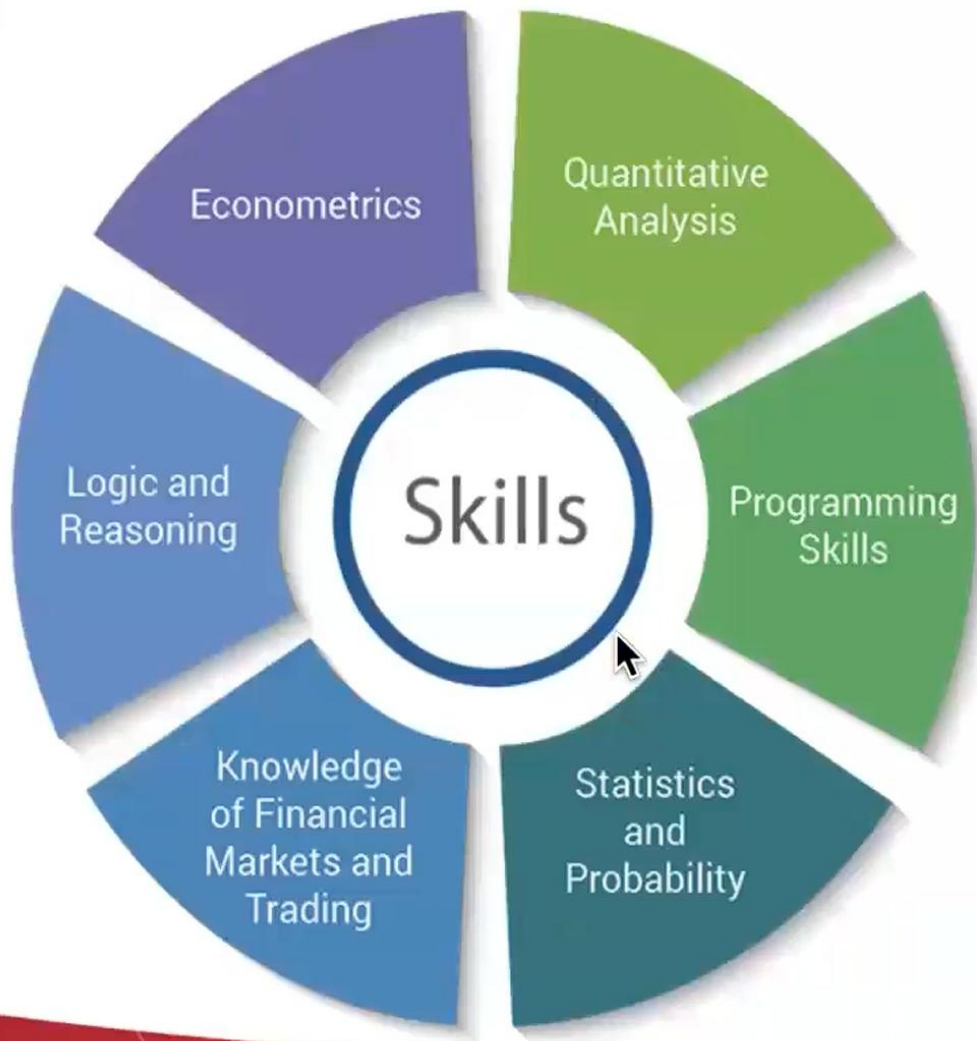 Econometrics
Quantitative
Analysis
Logic and
Reasoning
Skills
Programming
Skills
Knowledge
of Financial
Markets and
Trading
Statistics
and
Probability